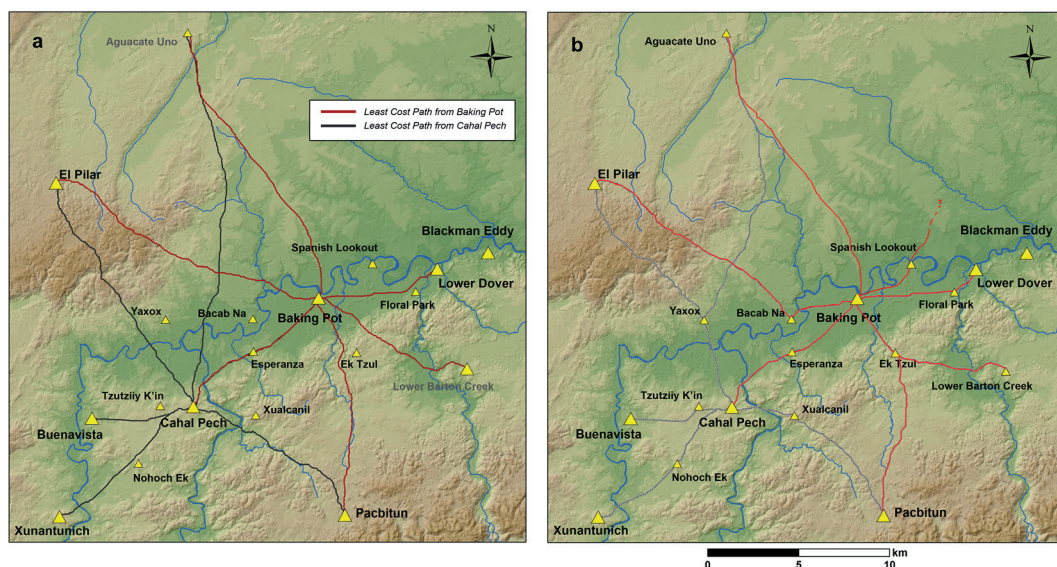 a
Aguacate Uno
N
Least Cost Path from Baking Pot
Least Cost Path from Cahal Pech
El Pilar
Blackman Eddy
Spanish Lookout
Lower Dover
Floral Park
Yaxox
Bacab Na
Baking Pot
Esperanza
Ek Tzul
Lower Barton Creek
Tzutziiy K'in
Xualcanil
Buenavista
Cahal Pech
Nohoch Ek
Xunantunich
Pacbitun
b
Aguacate Uno
N
El Pilar
?
Blackman Eddy
Spanish Lookout
Lower Dover
Floral Park
Yaxox
Bacab Na
Baking Pot
Esperanza
Ek Tzul
Lower Barton Creek
Tzutziiy K'in
Xualcanil
Buenavista
Cahal Pech
Nohoch Ek
Xunantunich
Pacbitun
km
0 5 10